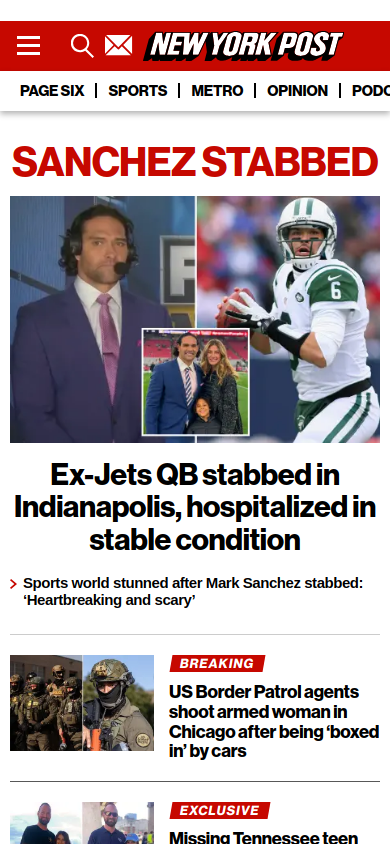 NEW YORK POST
PAGE SIX
SPORTS
METRO
OPINION
PODC
SANCHEZ STABBED
6
Ex-Jets QB stabbed in
Indianapolis, hospitalized in
stable condition
Sports world stunned after Mark Sanchez stabbed:
‘Heartbreaking and scary’
BREAKING
US Border Patrol agents
shoot armed woman in
Chicago after being ‘boxed
in’ by cars
EXCLUSIVE
Missing Tennessee teen